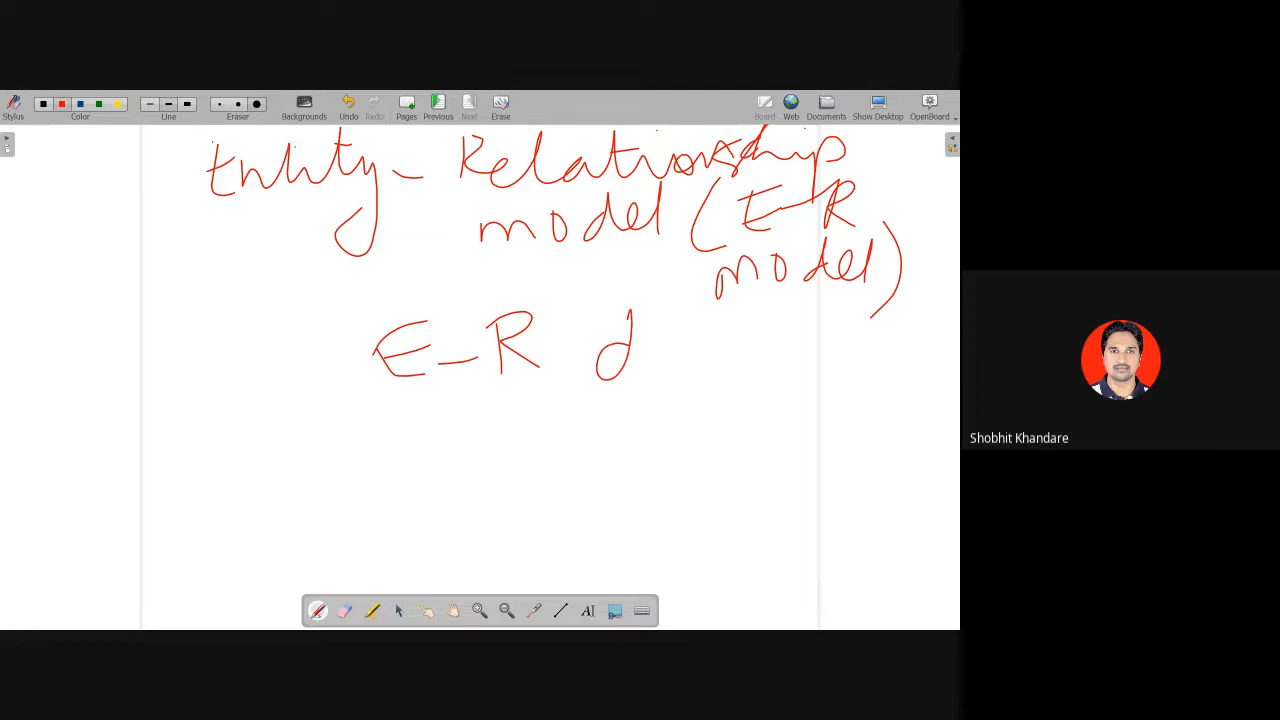 Stylus
Color
Line
Eraser
Backgrounds
Undo
Redo
Pages
Previous
Next
Erase
Board
Web
Documents
Show Desktop
OpenBoard
Entity - Relationship
model (E-R
model)
E-R d
AI
Shobhit Khandare